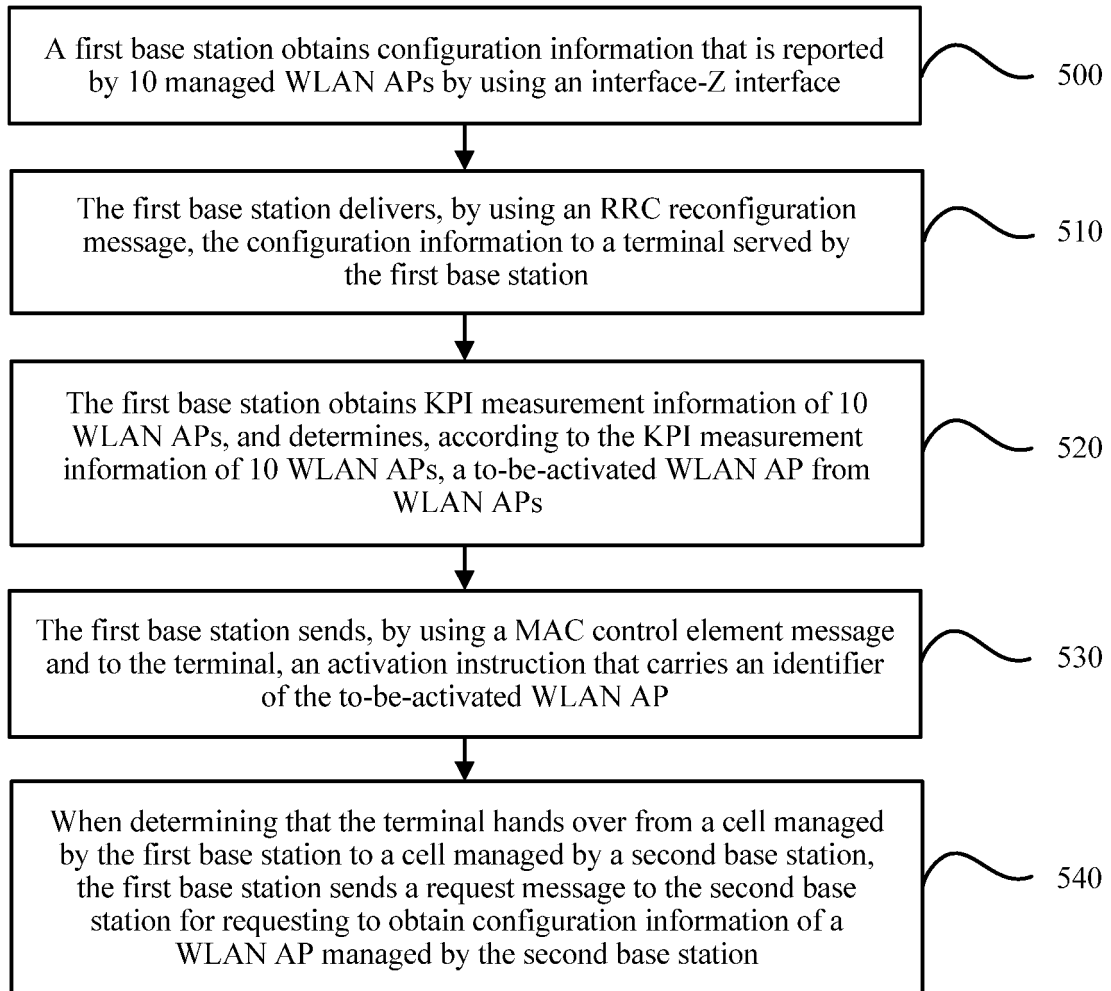 A first base station obtains configuration information that is reported
by 10 managed WLAN APs by using an interface-Z interface
500
The first base station delivers, by using an RRC reconfiguration
message, the configuration information to a terminal served by
the first base station
510
The first base station obtains KPI measurement information of 10
WLAN APs, and determines, according to the KPI measurement
information of 10 WLAN APs, a to-be-activated WLAN AP from
WLAN APs
520
The first base station sends, by using a MAC control element message
and to the terminal, an activation instruction that carries an identifier
of the to-be-activated WLAN AP
530
When determining that the terminal hands over from a cell managed
by the first base station to a cell managed by a second base station,
the first base station sends a request message to the second base
station for requesting to obtain configuration information of a
WLAN AP managed by the second base station
540